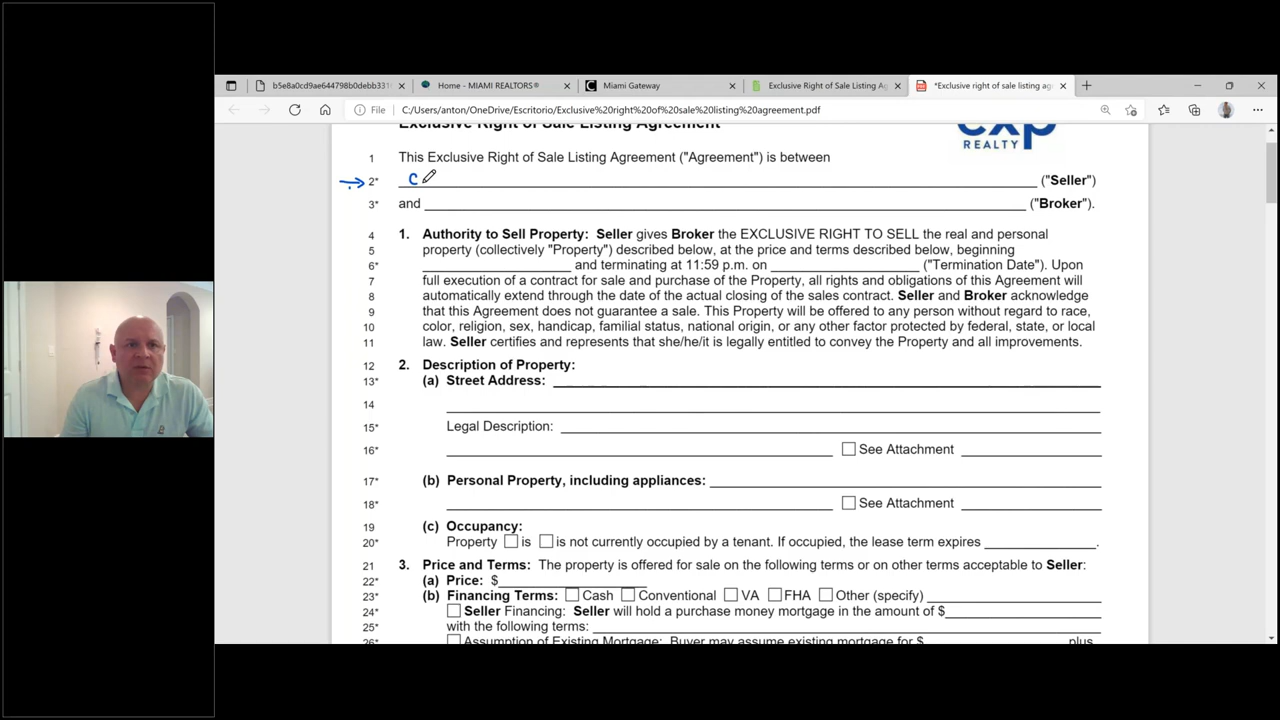 b5e8a0cd9ae644798b0debb331
Home - MIAMI REALTORS®
Miami Gateway
Exclusive Right of Sale Listing Ag
*Exclusive right of sale listing ag
File
C:/Users/anton/OneDrive/Escritorio/Exclusive%20right%20of%20sale%20listing%20agreement.pdf
Exclusive Right of Sale Listing Agreement
exp
REALTY
1 This Exclusive Right of Sale Listing Agreement ("Agreement") is between
2* C ("Seller")
3* and ("Broker").
4 1. Authority to Sell Property: Seller gives Broker the EXCLUSIVE RIGHT TO SELL the real and personal
5 property (collectively "Property") described below, at the price and terms described below, beginning
6* and terminating at 11:59 p.m. on ("Termination Date"). Upon
7 full execution of a contract for sale and purchase of the Property, all rights and obligations of this Agreement will
8 automatically extend through the date of the actual closing of the sales contract. Seller and Broker acknowledge
9 that this Agreement does not guarantee a sale. This Property will be offered to any person without regard to race,
10 color, religion, sex, handicap, familial status, national origin, or any other factor protected by federal, state, or local
11 law. Seller certifies and represents that she/he/it is legally entitled to convey the Property and all improvements.
12 2. Description of Property:
13* (a) Street Address:
14
15* Legal Description:
16* See Attachment
17* (b) Personal Property, including appliances:
18* See Attachment
19 (c) Occupancy:
20* Property is is not currently occupied by a tenant. If occupied, the lease term expires .
21 3. Price and Terms: The property is offered for sale on the following terms or on other terms acceptable to Seller:
22* (a) Price: $
23* (b) Financing Terms: Cash Conventional VA FHA Other (specify)
24* Seller Financing: Seller will hold a purchase money mortgage in the amount of $
25* with the following terms:
26* Assumption of Existing Mortgage: Buyer may assume existing mortgage for $ plus